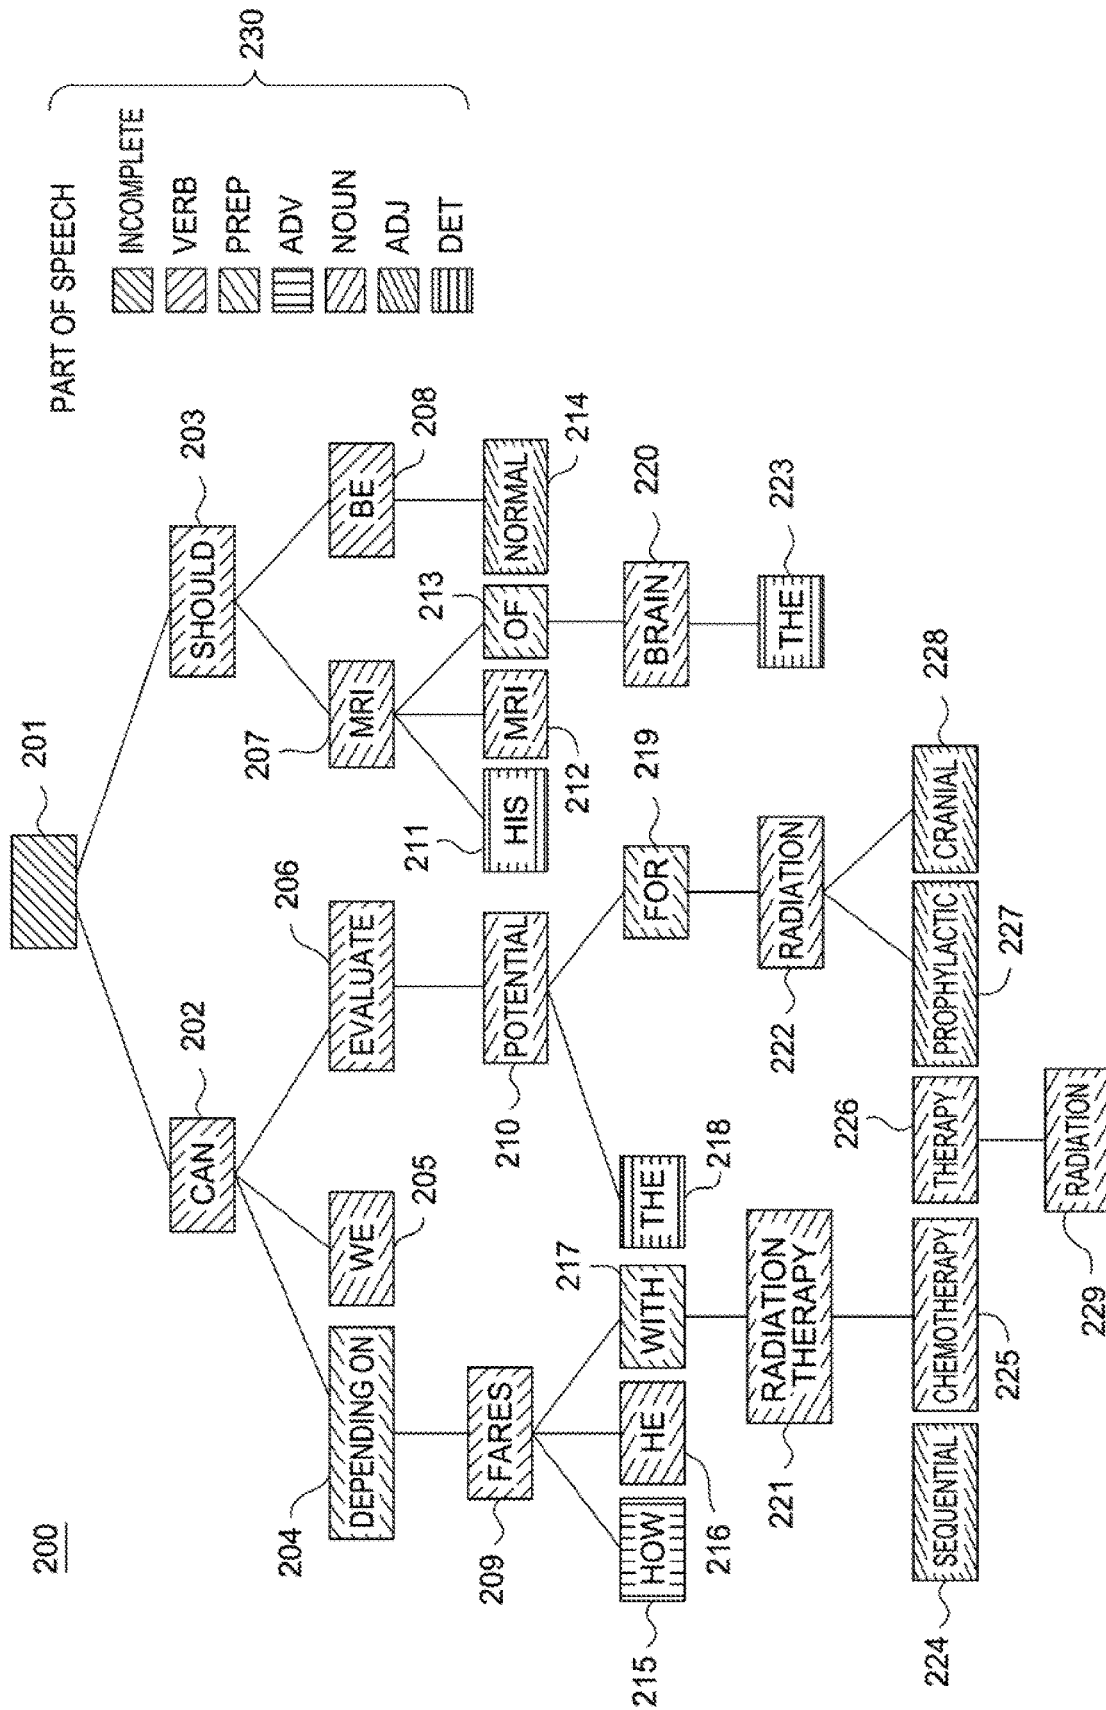 200
201
PART OF SPEECH
INCOMPLETE
VERB
PREP
ADV
NOUN
ADJ
DET
230
202
CAN
203
SHOULD
204
DEPENDING ON
WE
205
206
EVALUATE
207
MRI
BE
208
209
FARES
210
POTENTIAL
211
HIS
MRI
212
213
OF
NORMAL
214
215
HOW
HE
216
217
WITH
THE
218
FOR
219
BRAIN
220
221
RADIATION
THERAPY
222
RADIATION
THE
223
224
SEQUENTIAL
CHEMOTHERAPY
225
226
THERAPY
PROPHYLACTIC
227
CRANIAL
228
229
RADIATION